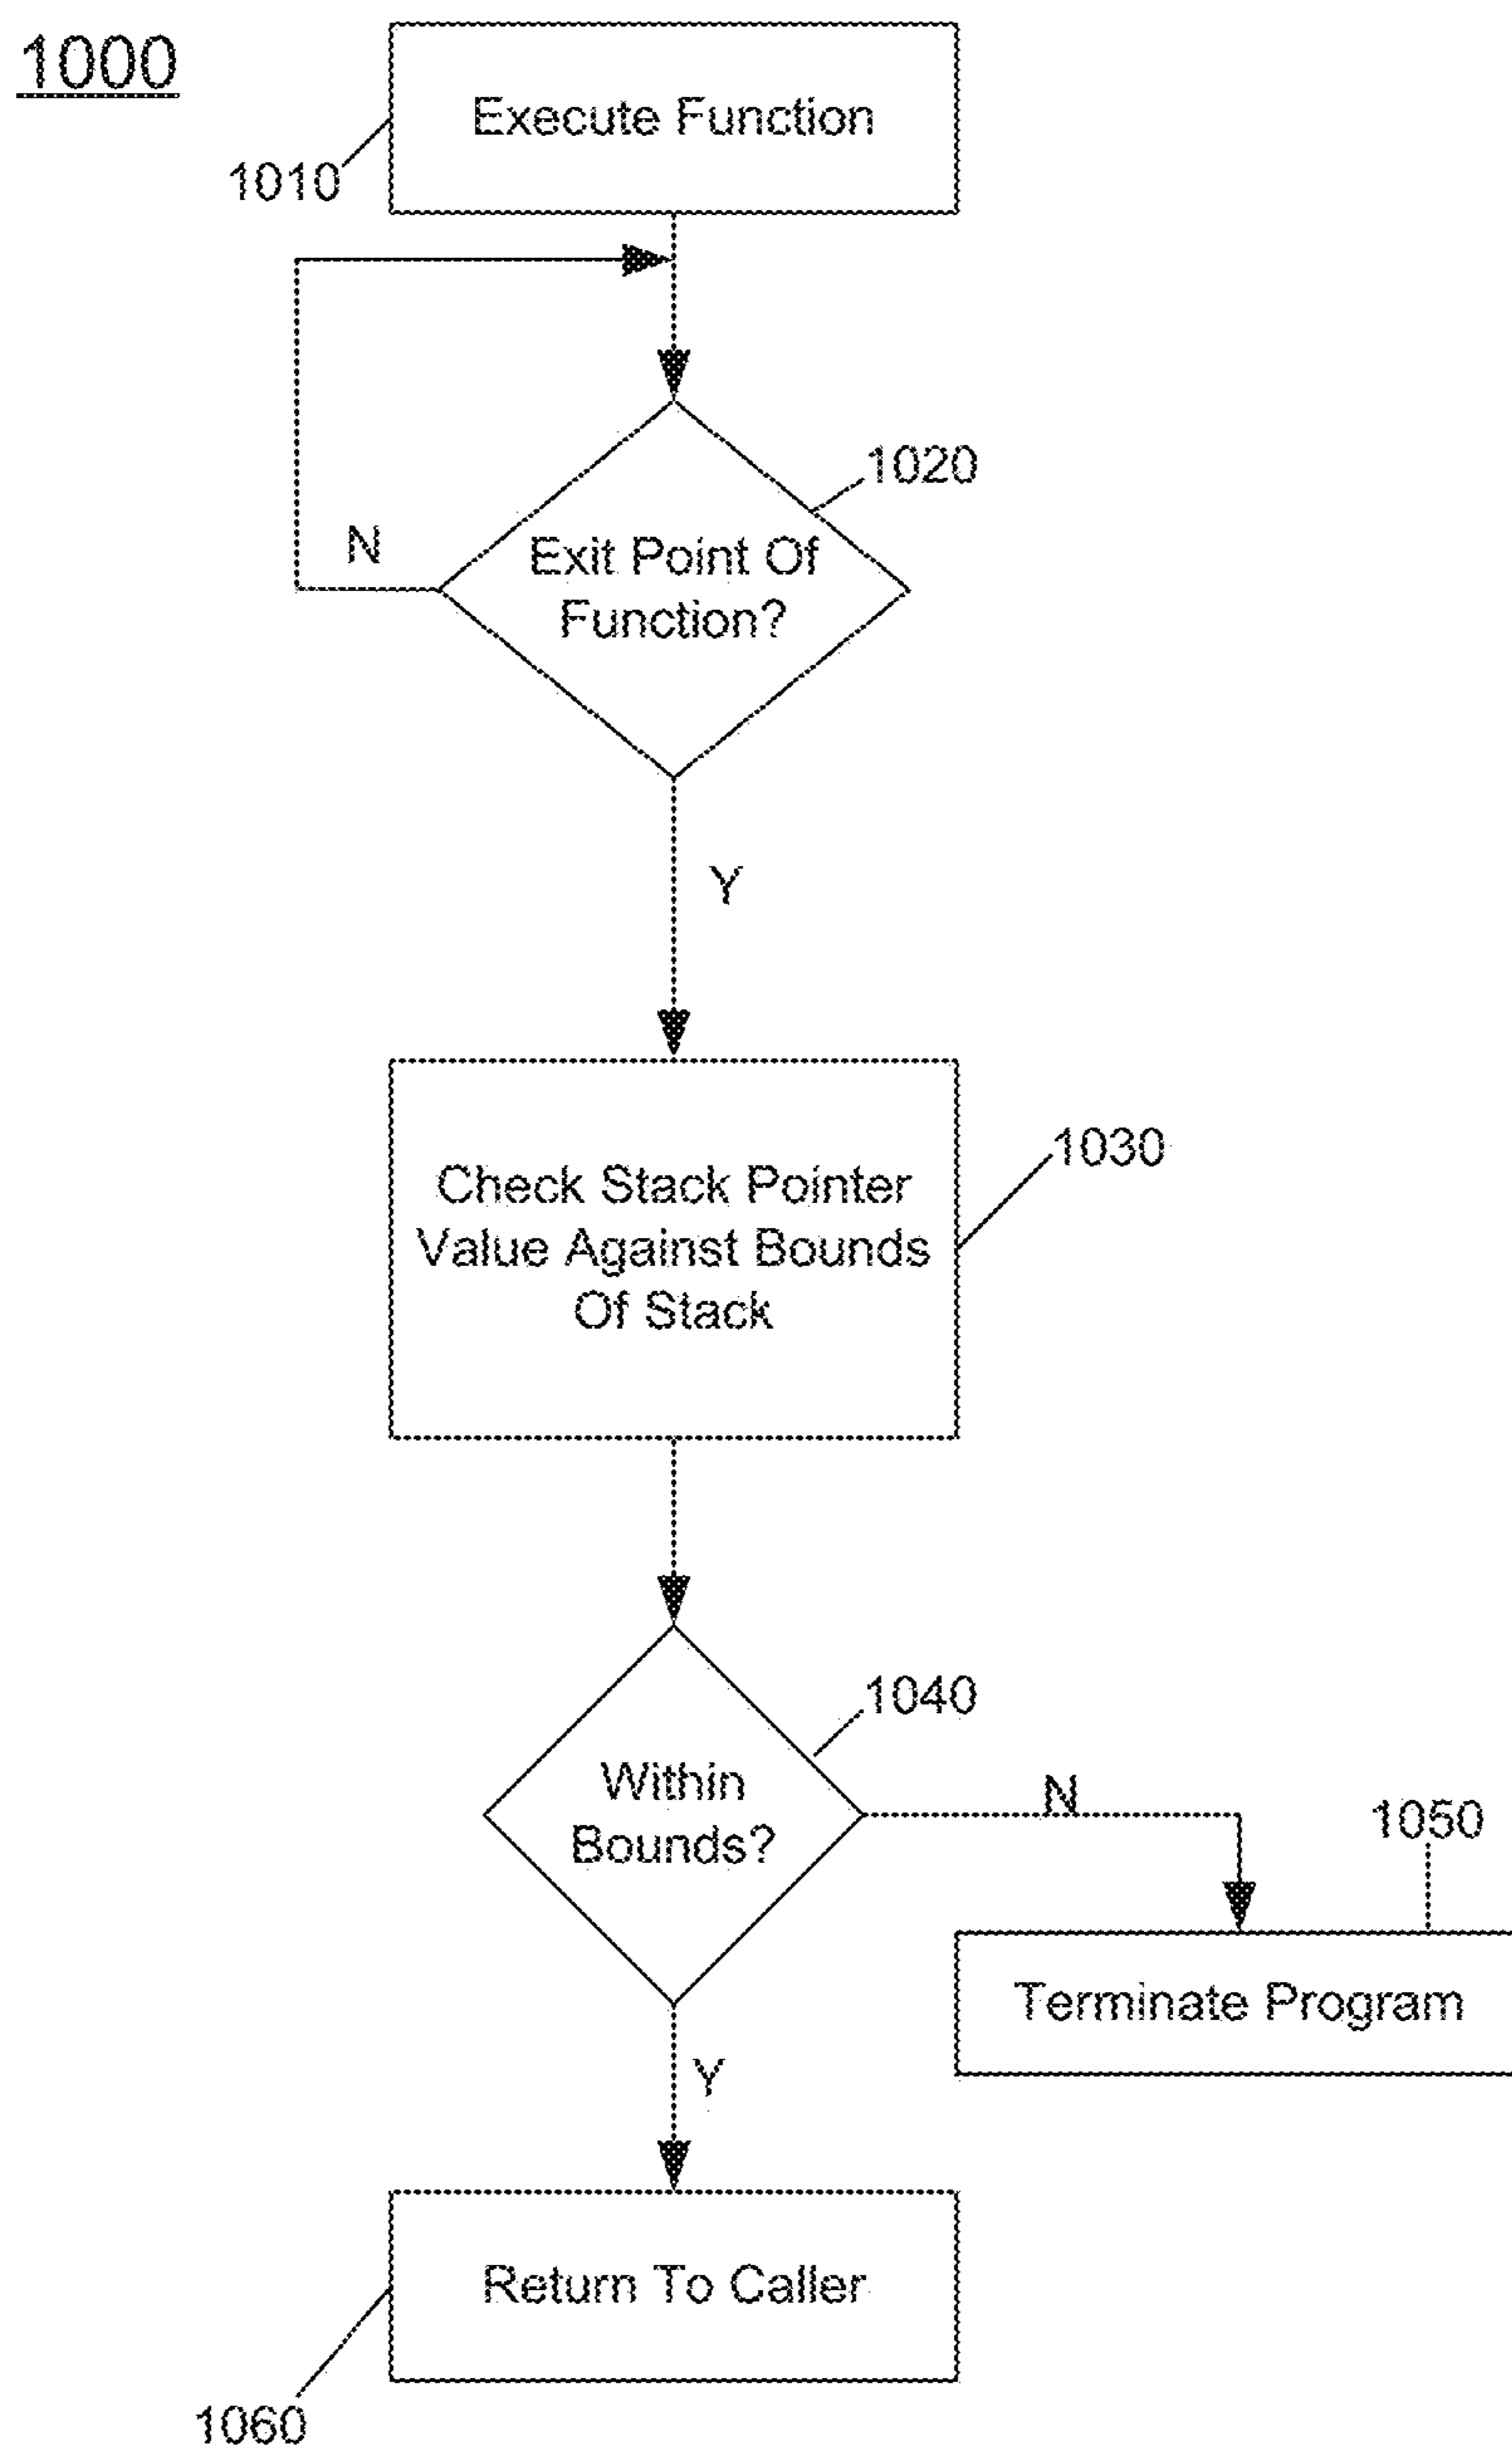 1000
Execute Function
1010
1020
Exit Point Of
Function?
N
Y
1030
Check Stack Pointer
Value Against Bounds
Of Stack
1040
Within
Bounds?
N
1050
Terminate Program
Y
Return To Caller
1060